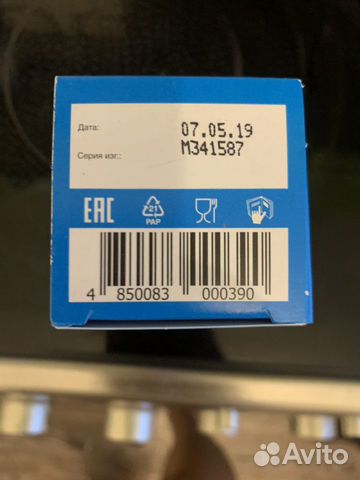 Дата: 07.05.19
Серия изг.: M341587
EAC
21
PAP
4 850083 000390
Avito